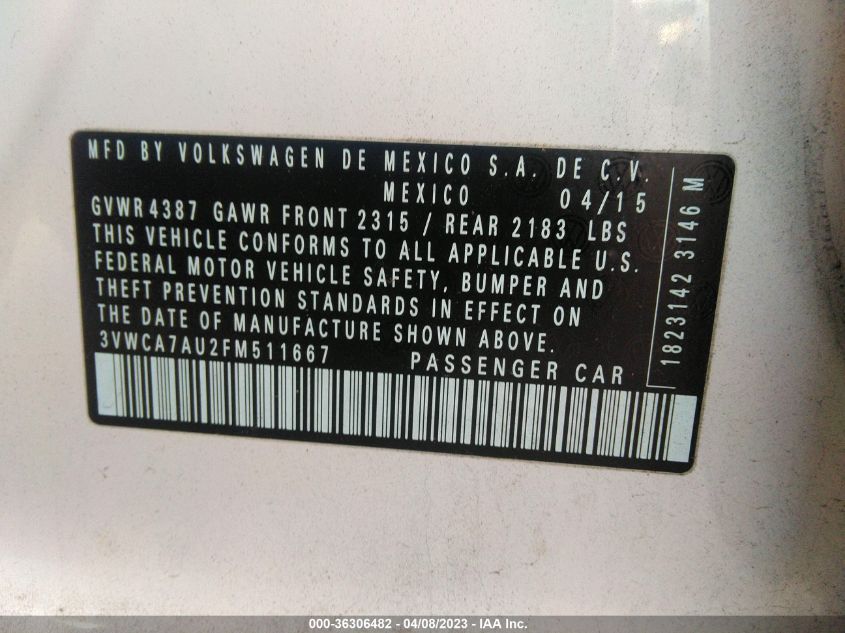 MFD BY VOLKSWAGEN DE MEXICO S.A. DE C.V.
MEXICO 04/15
GVWR 4387 GAWR FRONT 2315 / REAR 2183 LBS
THIS VEHICLE CONFORMS TO ALL APPLICABLE U.S.
FEDERAL MOTOR VEHICLE SAFETY, BUMPER AND
THEFT PREVENTION STANDARDS IN EFFECT ON
THE DATE OF MANUFACTURE SHOWN ABOVE.
3VWCA7AU2FM511667 PASSENGER CAR
1823142 3146 M
000-36306482 - 04/08/2023 - IAA Inc.